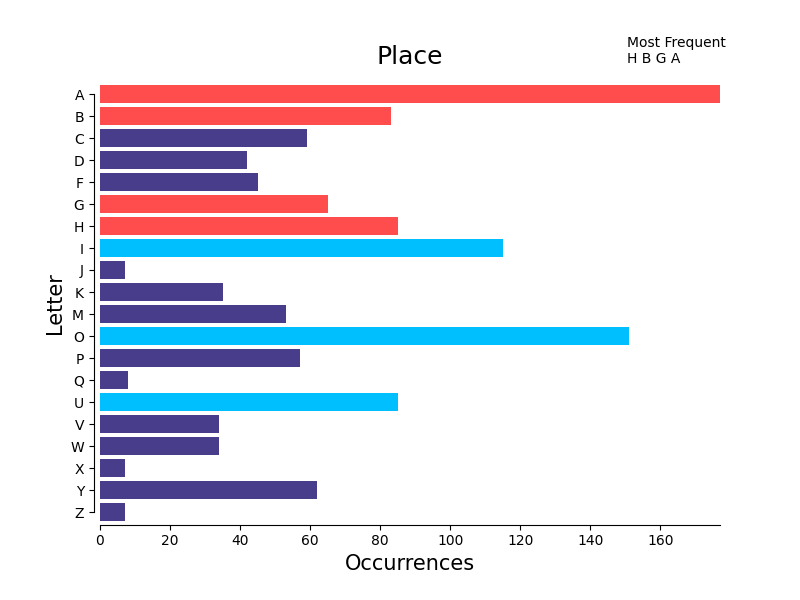 Place
Most Frequent
H B G A
A
B
C
D
F
G
H
I
J
K
M
O
P
Q
U
V
W
X
Y
Z
Letter
0 20 40 60 80 100 120 140 160
Occurrences